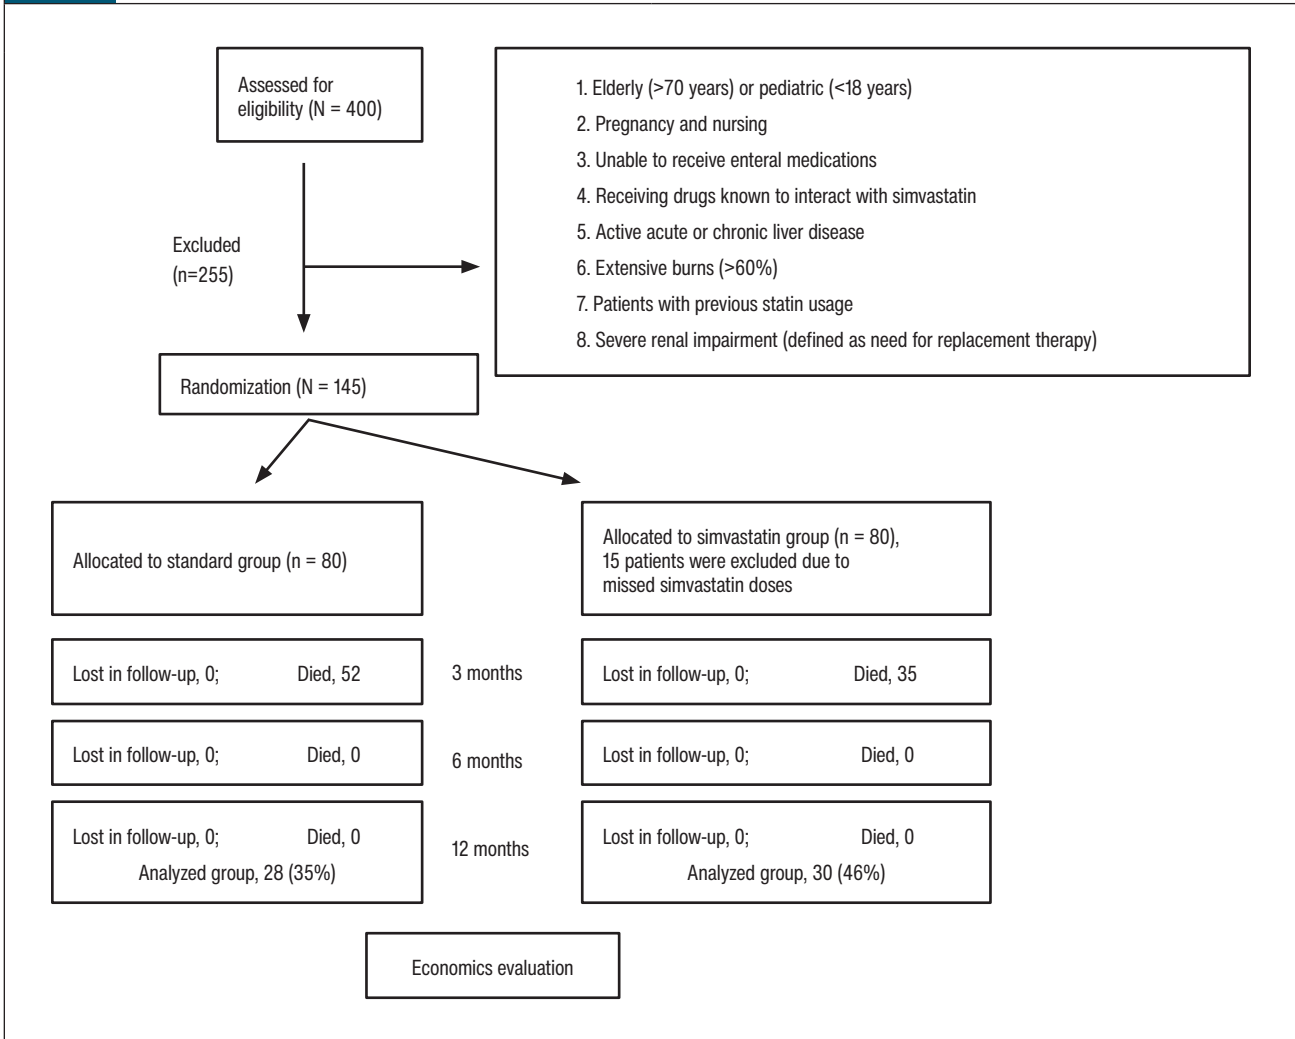 Assessed for
eligibility (N = 400)
1. Elderly (>70 years) or pediatric (<18 years)
2. Pregnancy and nursing
3. Unable to receive enteral medications
4. Receiving drugs known to interact with simvastatin
5. Active acute or chronic liver disease
6. Extensive burns (>60%)
7. Patients with previous statin usage
8. Severe renal impairment (defined as need for replacement therapy)
Excluded
(n=255)
Randomization (N = 145)
Allocated to standard group (n = 80)
Allocated to simvastatin group (n = 80),
15 patients were excluded due to
missed simvastatin doses
Lost in follow-up, 0; Died, 52
3 months
Lost in follow-up, 0; Died, 35
Lost in follow-up, 0; Died, 0
6 months
Lost in follow-up, 0; Died, 0
Lost in follow-up, 0; Died, 0
Analyzed group, 28 (35%)
12 months
Lost in follow-up, 0; Died, 0
Analyzed group, 30 (46%)
Economics evaluation